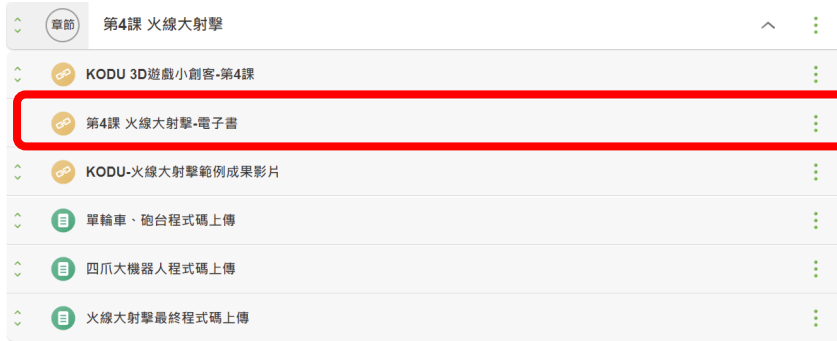 章節 第4課 火線大射擊
KODU 3D遊戲小創客-第4課
第4課 火線大射擊-電子書
KODU-火線大射擊範例成果影片
單輪車、砲台程式碼上傳
四爪大機器人程式碼上傳
火線大射擊最終程式碼上傳